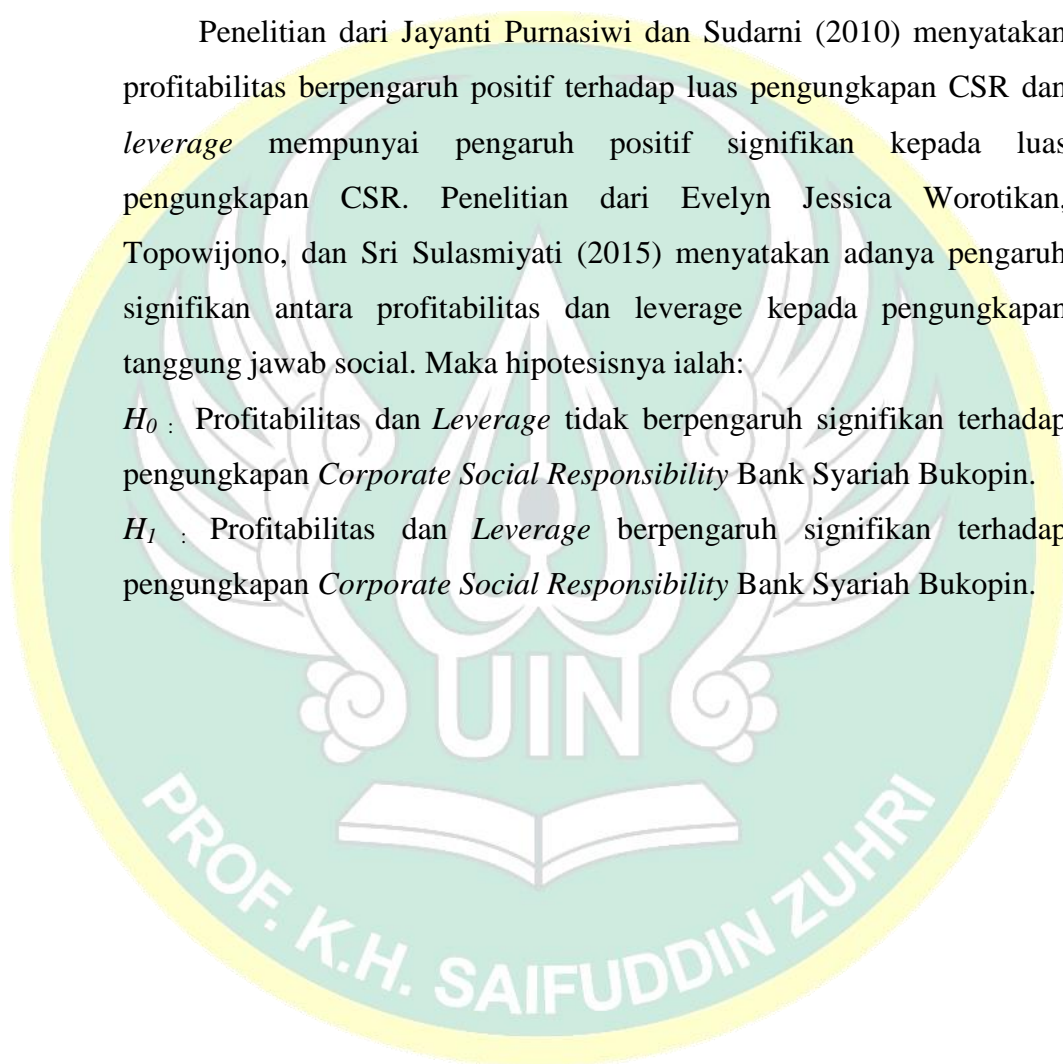 Penelitian dari Jayanti Purnasiwi dan Sudarni (2010) menyatakan
profitabilitas berpengaruh positif terhadap luas pengungkapan CSR dan
leverage mempunyai pengaruh positif signifikan kepada luas
pengungkapan CSR. Penelitian dari Evelyn Jessica Worotikan,
Topowijono, dan Sri Sulasmiyati (2015) menyatakan adanya pengaruh
signifikan antara profitabilitas dan leverage kepada pengungkapan
tanggung jawab social. Maka hipotesisnya ialah:
H0 : Profitabilitas dan Leverage tidak berpengaruh signifikan terhadap
pengungkapan Corporate Social Responsibility Bank Syariah Bukopin.
H1 : Profitabilitas dan Leverage berpengaruh signifikan terhadap
pengungkapan Corporate Social Responsibility Bank Syariah Bukopin.
UIN
PROF. K.H. SAIFUDDIN ZUHRI